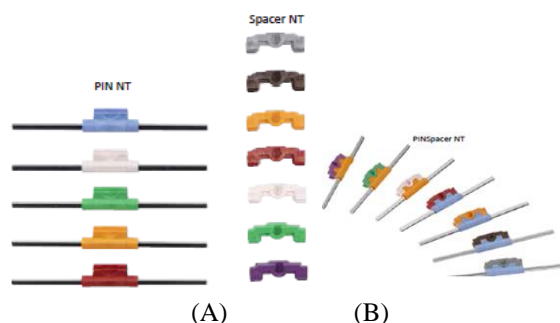 Spacer NT
PIN NT
PINSpacer NT
(A)
(B)